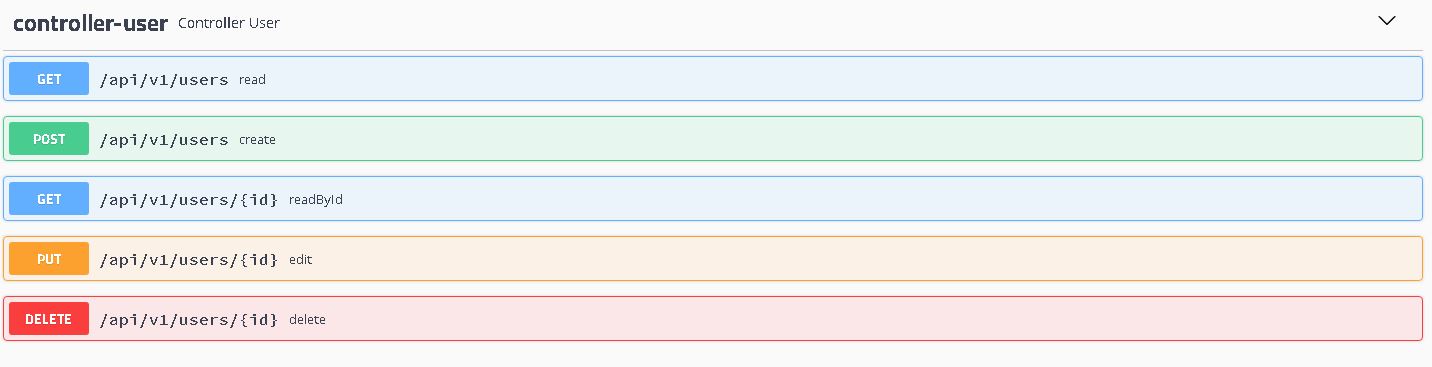 controller-user Controller User
GET /api/v1/users read
POST /api/v1/users create
GET /api/v1/users/{id} readById
PUT /api/v1/users/{id} edit
DELETE /api/v1/users/{id} delete